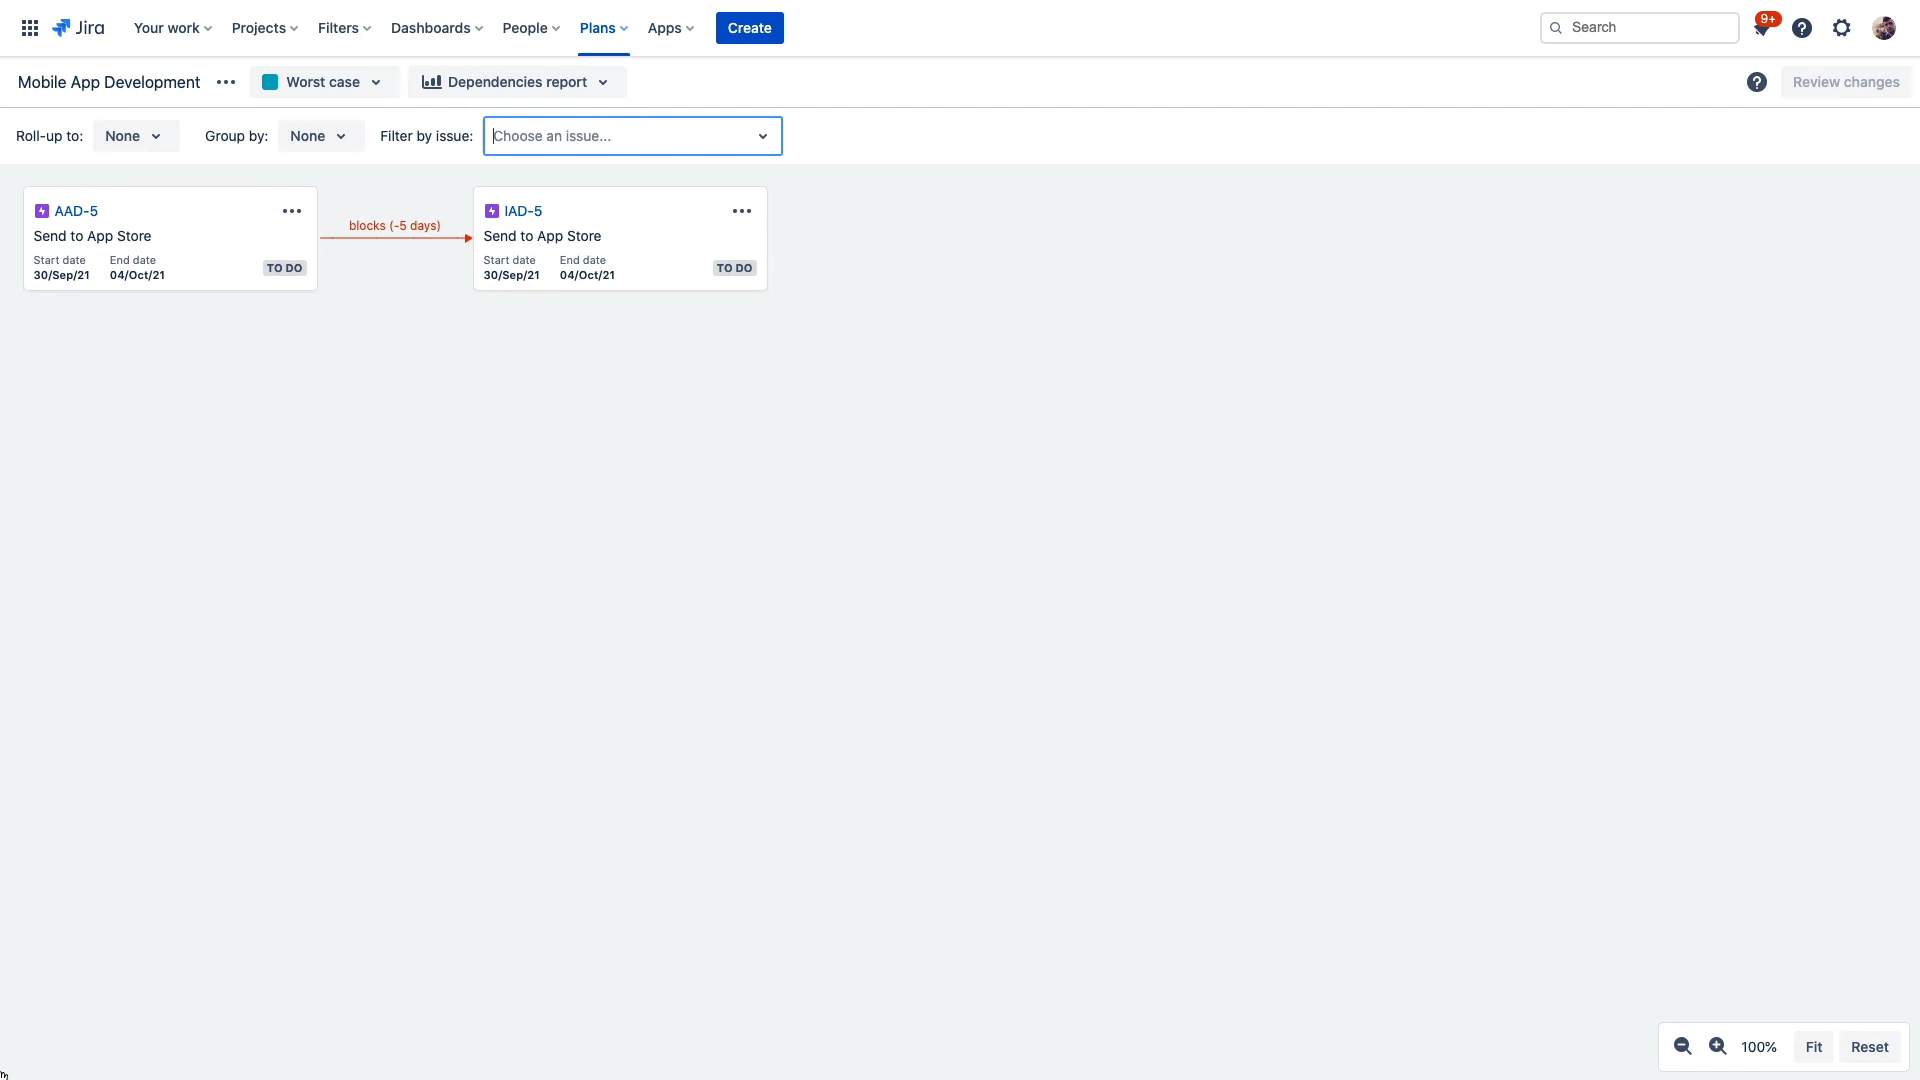 Jira Your work Projects Filters Dashboards People Plans Apps Create Search 9+
Mobile App Development Worst case Dependencies report Review changes
Roll-up to: None Group by: None Filter by issue: Choose an issue...
AAD-5
Send to App Store
Start date End date
30/Sep/21 04/Oct/21 TO DO
blocks (-5 days)
IAD-5
Send to App Store
Start date End date
30/Sep/21 04/Oct/21 TO DO
100% Fit Reset